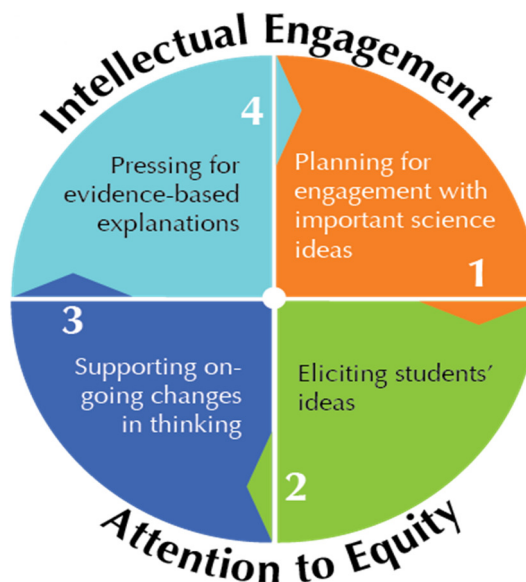 Intellectual Engagement
4
Pressing for
evidence-based
explanations
Planning for
engagement with
important science
ideas
1
3
Supporting on-
going changes
in thinking
Eliciting students’
ideas
2
Attention to Equity